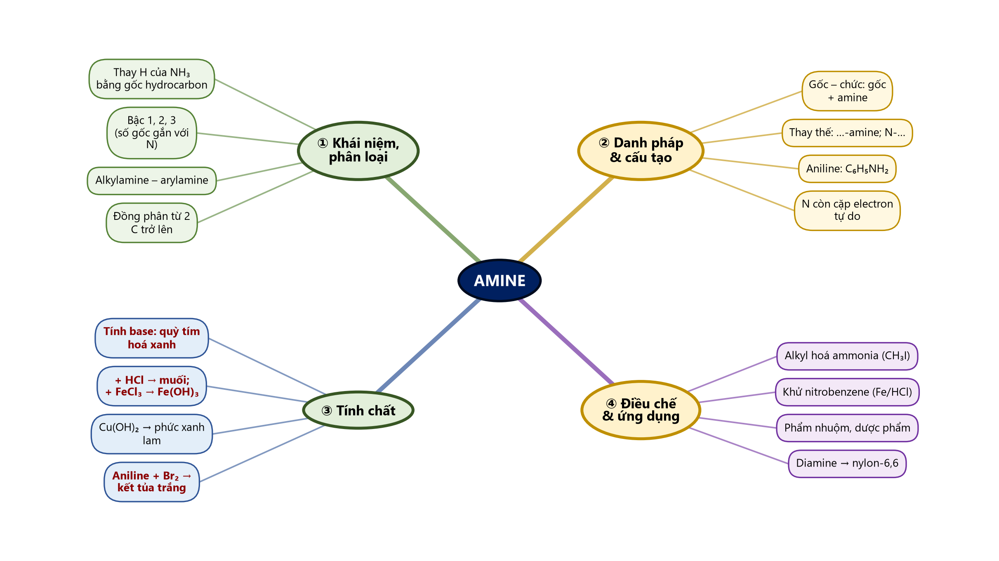 AMINE
① Khái niệm,
phân loại
Thay H của NH₃
bằng gốc hydrocarbon
Bậc 1, 2, 3
(số gốc gắn với
N)
Alkylamine – arylamine
Đồng phân từ 2
C trở lên
② Danh pháp
& cấu tạo
Gốc – chức: gốc
+ amine
Thay thế: ...-amine; N-...
Aniline: C₆H₅NH₂
N còn cặp electron
tự do
③ Tính chất
Tính base: quỳ tím
hoá xanh
+ HCl → muối;
+ FeCl₃ → Fe(OH)₃
Cu(OH)₂ → phức xanh
lam
Aniline + Br₂ →
kết tủa trắng
④ Điều chế
& ứng dụng
Alkyl hoá ammonia (CH₃I)
Khử nitrobenzene (Fe/HCl)
Phẩm nhuộm, dược phẩm
Diamine → nylon-6,6